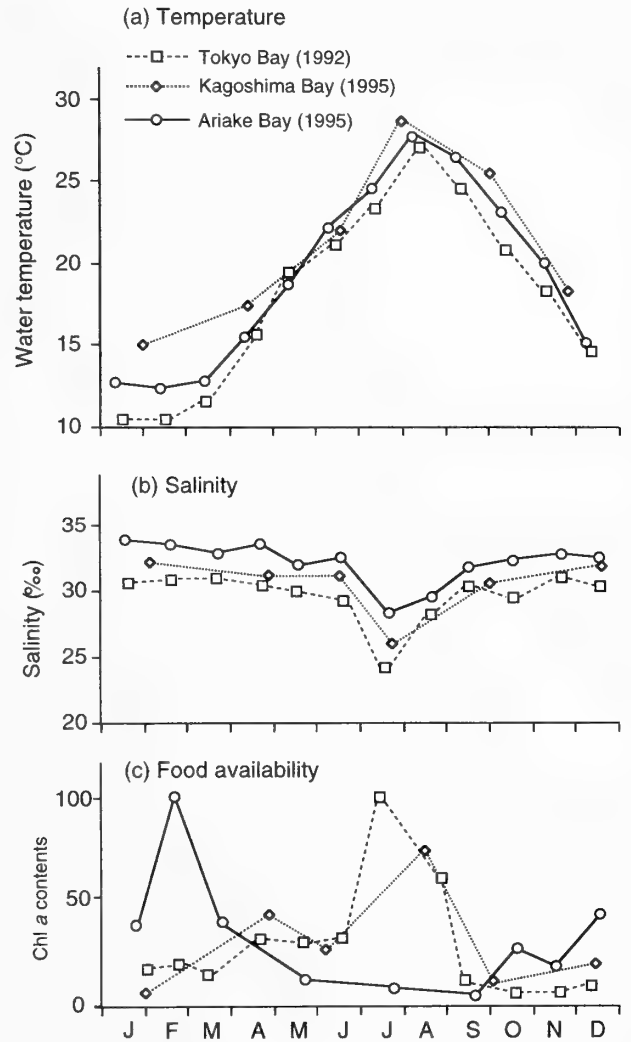 (a) Temperature
Tokyo Bay (1992)
Kagoshima Bay (1995)
Ariake Bay (1995)
Water temperature (°C)
30
25
20
15
10
(b) Salinity
Salinity (‰)
35
30
25
20
(c) Food availability
Chl a contents
100
50
0
J F M A M J J A S O N D